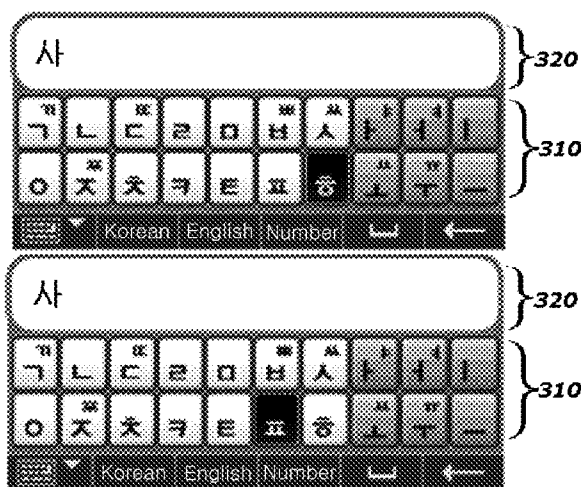 사 320
ㄲ ㄸ ㅃ ㅆ
ㄱ ㄴ ㄷ ㄹ ㅁ ㅂ ㅅ ㅏ ㅓ ㅣ 310
ㅉ ㅛ ㅠ
ㅇ ㅈ ㅊ ㅋ ㅌ ㅍ ㅎ ㅗ ㅜ ㅡ
Korean English Number
사 320
ㄲ ㄸ ㅃ ㅆ
ㄱ ㄴ ㄷ ㄹ ㅁ ㅂ ㅅ ㅏ ㅓ ㅣ 310
ㅉ ㅛ ㅠ
ㅇ ㅈ ㅊ ㅋ ㅌ ㅍ ㅎ ㅗ ㅜ ㅡ
Korean English Number